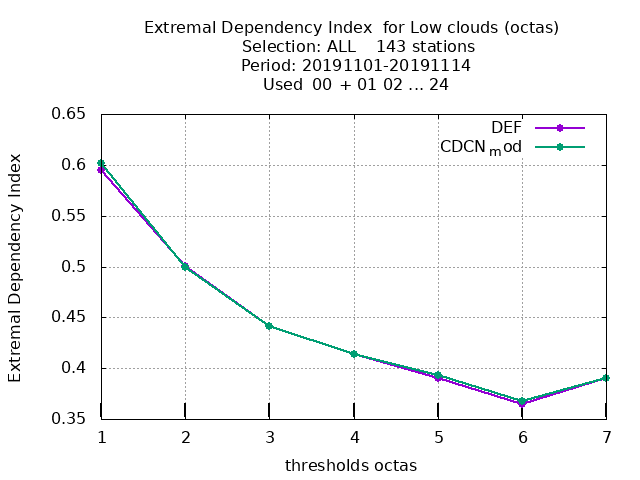 Extremal Dependency Index  for Low clouds (octas)
Selection: ALL    143 stations
Period: 20191101-20191114
Used  00  + 01 02 ... 24
DEF
CDCNmod
0.65
0.6
0.55
0.5
0.45
0.4
0.35
Extremal Dependency Index
1 2 3 4 5 6 7
thresholds octas